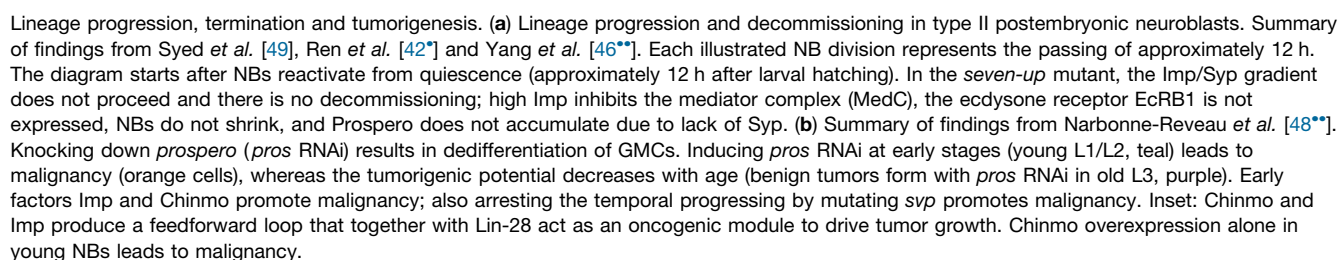 Lineage progression, termination and tumorigenesis. (a) Lineage progression and decommissioning in type II postembryonic neuroblasts. Summary
of findings from Syed et al. [49], Ren et al. [42•] and Yang et al. [46••]. Each illustrated NB division represents the passing of approximately 12 h.
The diagram starts after NBs reactivate from quiescence (approximately 12 h after larval hatching). In the seven-up mutant, the Imp/Syp gradient
does not proceed and there is no decommissioning; high Imp inhibits the mediator complex (MedC), the ecdysone receptor EcRB1 is not
expressed, NBs do not shrink, and Prospero does not accumulate due to lack of Syp. (b) Summary of findings from Narbonne-Reveau et al. [48••].
Knocking down prospero (pros RNAi) results in dedifferentiation of GMCs. Inducing pros RNAi at early stages (young L1/L2, teal) leads to
malignancy (orange cells), whereas the tumorigenic potential decreases with age (benign tumors form with pros RNAi in old L3, purple). Early
factors Imp and Chinmo promote malignancy; also arresting the temporal progressing by mutating svp promotes malignancy. Inset: Chinmo and
Imp produce a feedforward loop that together with Lin-28 act as an oncogenic module to drive tumor growth. Chinmo overexpression alone in
young NBs leads to malignancy.